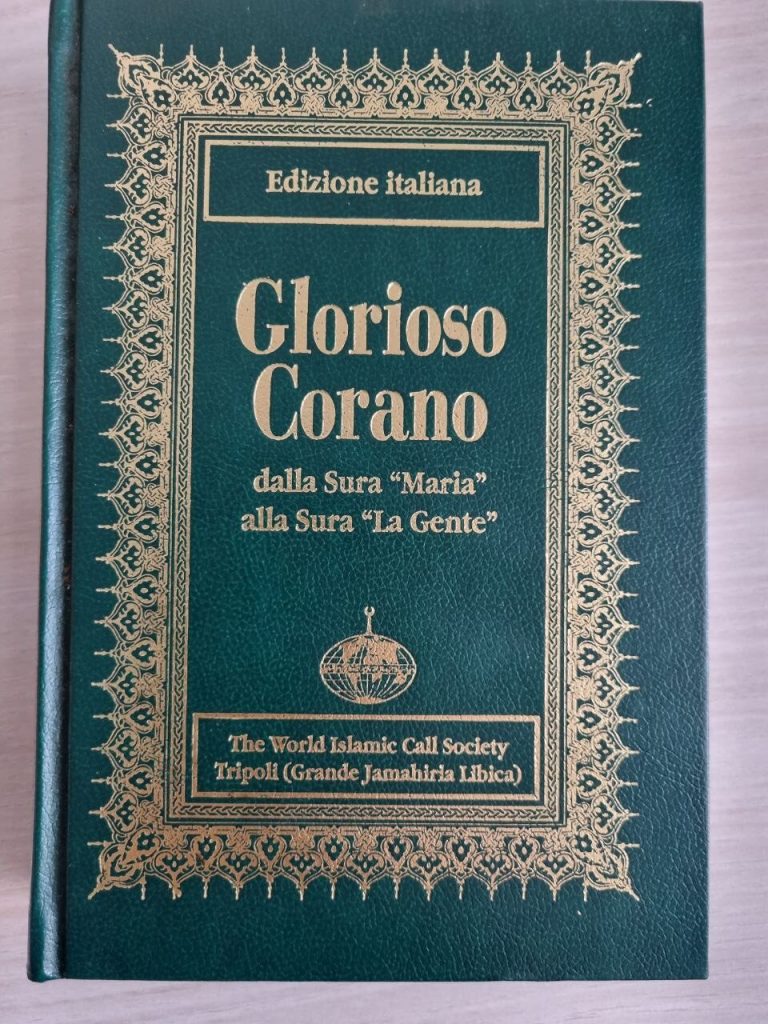 Edizione italiana
Glorioso
Corano
dalla Sura “Maria”
alla Sura “La Gente”
The World Islamic Call Society
Tripoli (Grande Jamahiria Libica)